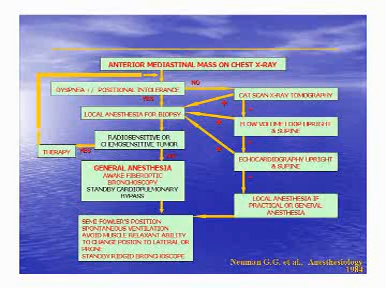 ANTERIOR MEDIASTINAL MASS ON CHEST X-RAY
DYSPNEA +/- POSITIONAL INTOLERANCE
NO
CAT SCAN X-RAY TOMOGRAPHY
YES
+
-
LOCAL ANESTHESIA FOR BIOPSY
FLOW VOLUME LOOP UPRIGHT
& SUPINE
RADIOSENSITIVE OR
CHEMOSENSITIVE TUMOR
THERAPY
YES
ECHOCARDIOGRAPHY UPRIGHT
& SUPINE
GENERAL ANESTHESIA
AWAKE FIBEROPTIC
BRONCHOSCOPY
STANDBY CARDIOPULMONARY
BYPASS
LOCAL ANESTHESIA IF
PRACTICAL OR GENERAL
ANESTHESIA
SEMI FOWLER'S POSITION
SPONTANEOUS VENTILATION
AVOID MUSCLE RELAXANT ABILITY
TO CHANGE POSITION TO LATERAL OR
PRONE
STANDBY RIDGID BRONCHOSCOPE
Neuman G.G. et al., Anesthesiology
1984